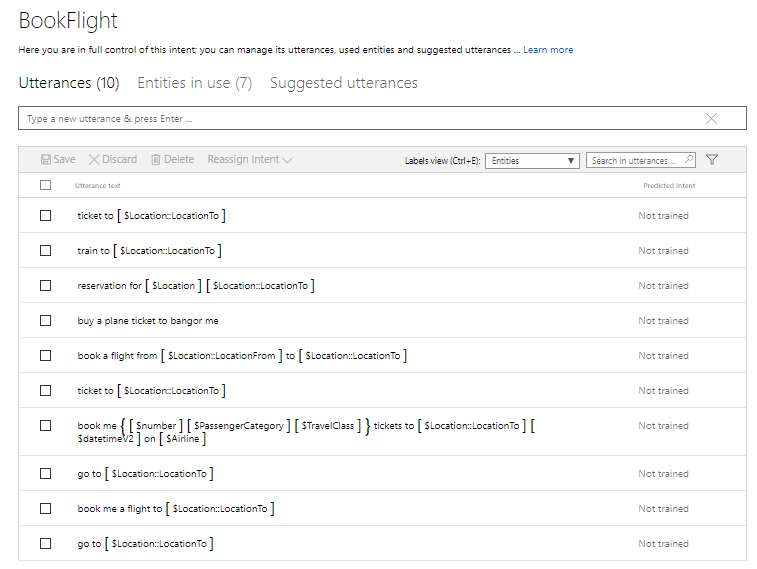 BookFlight
Here you are in full control of this intent; you can manage its utterances, used entities and suggested utterances ... Learn more
Utterances (10) Entities in use (7) Suggested utterances
Type a new utterance & press Enter ...
Save Discard Delete Reassign Intent Labels view (Ctrl+E): Entities Search in utterances ...
Utterance text Predicted Intent
ticket to [ $Location::LocationTo ] Not trained
train to [ $Location::LocationTo ] Not trained
reservation for [ $Location ] [ $Location::LocationTo ] Not trained
buy a plane ticket to bangor me Not trained
book a flight from [ $Location::LocationFrom ] to [ $Location::LocationTo ] Not trained
ticket to [ $Location::LocationTo ] Not trained
book me { [ $number ] [ $PassengerCategory ] [ $TravelClass ] } tickets to [ $Location::LocationTo ] [ Not trained
$datetimeV2 ] on [ $Airline ]
go to [ $Location::LocationTo ] Not trained
book me a flight to [ $Location::LocationTo ] Not trained
go to [ $Location::LocationTo ] Not trained